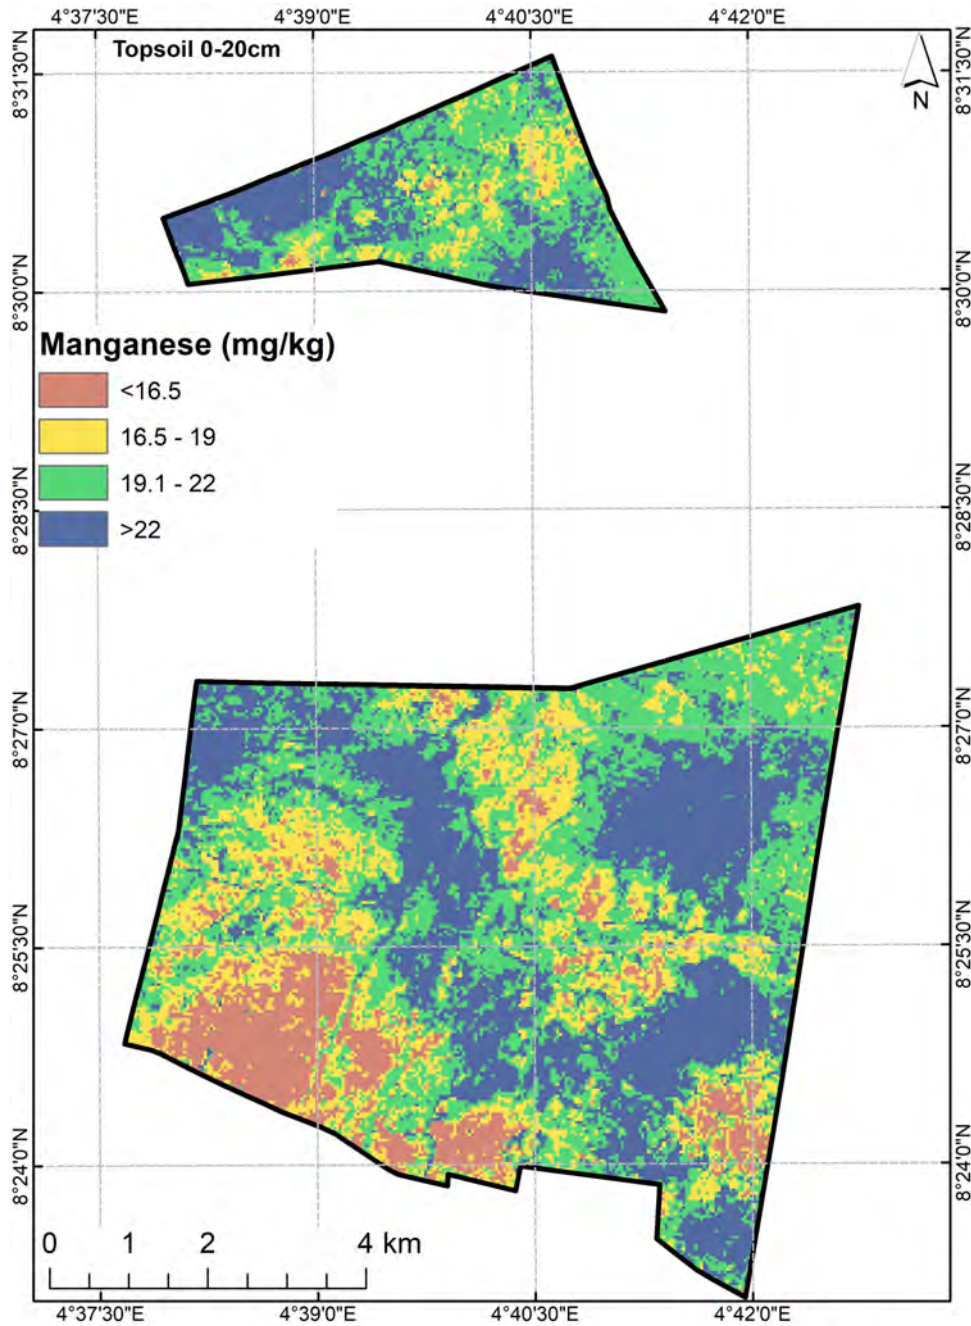 4°37'30"E 4°39'0"E 4°40'30"E 4°42'0"E
Topsoil 0-20cm
N
8°31'30"N 8°31'30"N
8°30'0"N 8°30'0"N
Manganese (mg/kg)
<16.5
16.5 - 19
19.1 - 22
>22
8°28'30"N 8°28'30"N
8°27'0"N 8°27'0"N
8°25'30"N 8°25'30"N
8°24'0"N 8°24'0"N
0 1 2 4 km
4°37'30"E 4°39'0"E 4°40'30"E 4°42'0"E